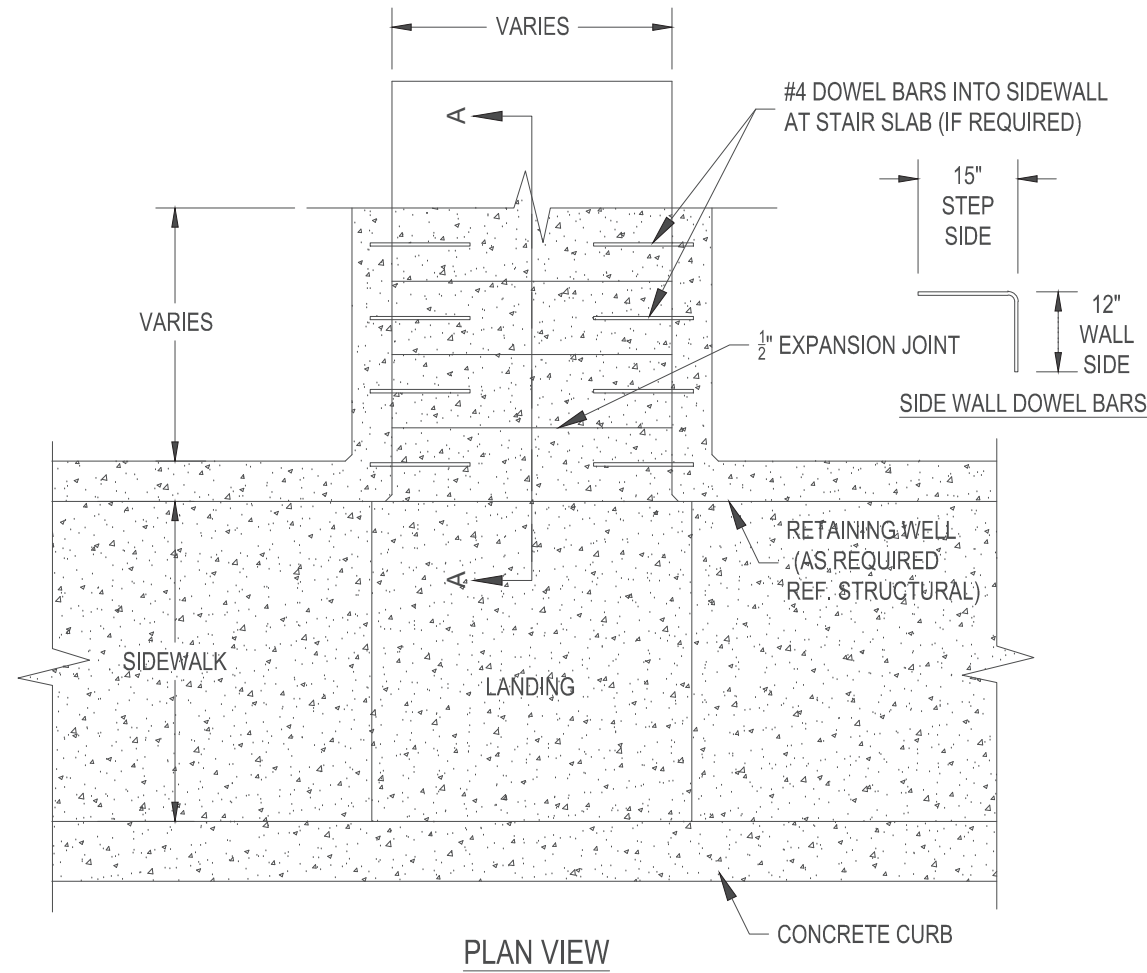 VARIES
A
#4 DOWEL BARS INTO SIDEWALL
AT STAIR SLAB (IF REQUIRED)
15"
STEP
SIDE
VARIES
12"
WALL
SIDE
½" EXPANSION JOINT
SIDE WALL DOWEL BARS
RETAINING WELL
(AS REQUIRED
REF. STRUCTURAL)
A
SIDEWALK
LANDING
CONCRETE CURB
PLAN VIEW